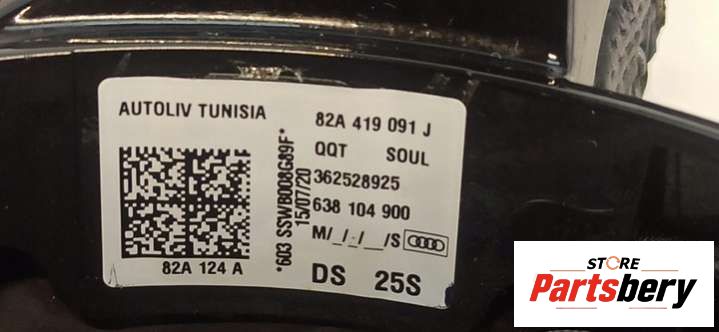 AUTOLIV TUNISIA
82A 124 A
*603 SSWB008G89F*
15/07/20
82A 419 091 J
QQT SOUL
362528925
638 104 900
M/_/_/__/S
DS 25S
STORE
Partsbery